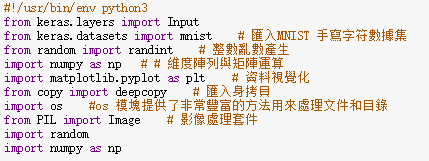 #!/usr/bin/env python3
from keras.layers import Input
from keras.datasets import mnist  # 匯入MNIST 手寫字符數據集
from random import randint  # 整數亂數產生
import numpy as np  # # 維度陣列與矩陣運算
import matplotlib.pyplot as plt  # 資料視覺化
from copy import deepcopy  # 匯入身拷目
import os  #os 模塊提供了非常豐富的方法用來處理文件和目錄
from PIL import Image  # 影像處理套件
import random
import numpy as np